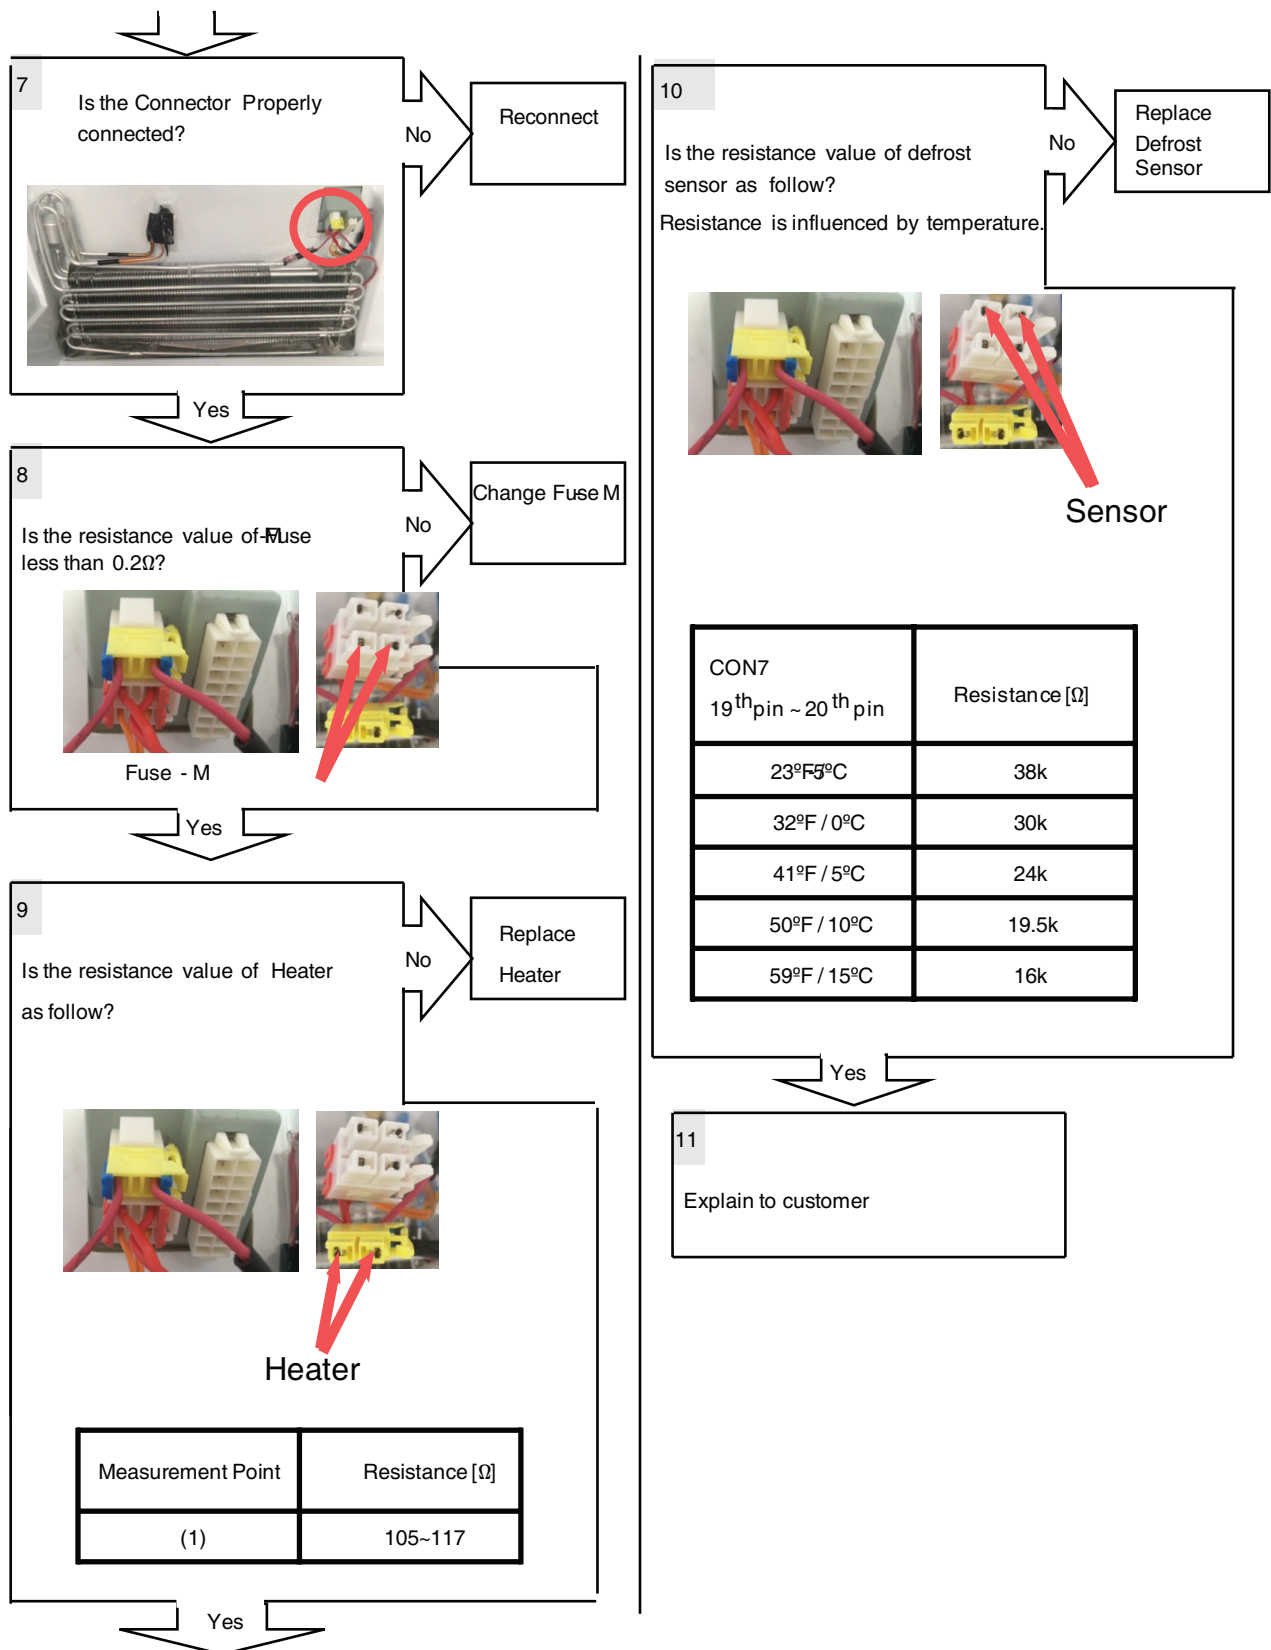 7
Is the Connector Properly
connected?
No
Reconnect
Yes
8
Is the resistance value of Fuse-M
less than 0.2Ω?
No
Change Fuse-M
Fuse - M
Yes
9
Is the resistance value of Heater
as follow?
No
Replace
Heater
Heater
Measurement Point
Resistance [Ω]
(1)
105~117
Yes
10
Is the resistance value of defrost
sensor as follow?
Resistance is influenced by temperature.
No
Replace
Defrost
Sensor
Sensor
CON7
19th pin ~ 20th pin
Resistance [Ω]
23ºF/-5ºC
38k
32ºF / 0ºC
30k
41ºF / 5ºC
24k
50ºF / 10ºC
19.5k
59ºF / 15ºC
16k
Yes
11
Explain to customer